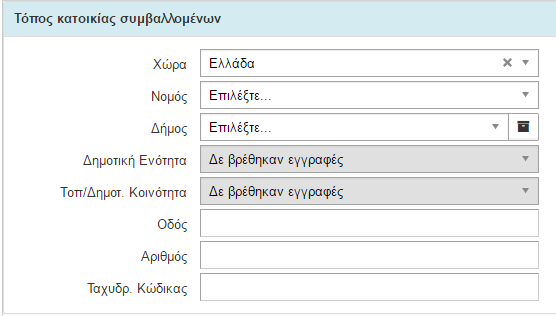 Τόπος κατοικίας συμβαλλομένων
Χώρα Ελλάδα
Νομός Επιλέξτε...
Δήμος Επιλέξτε...
Δημοτική Ενότητα Δε βρέθηκαν εγγραφές
Τοπ/Δημοτ. Κοινότητα Δε βρέθηκαν εγγραφές
Οδός
Αριθμός
Ταχυδρ. Κώδικας